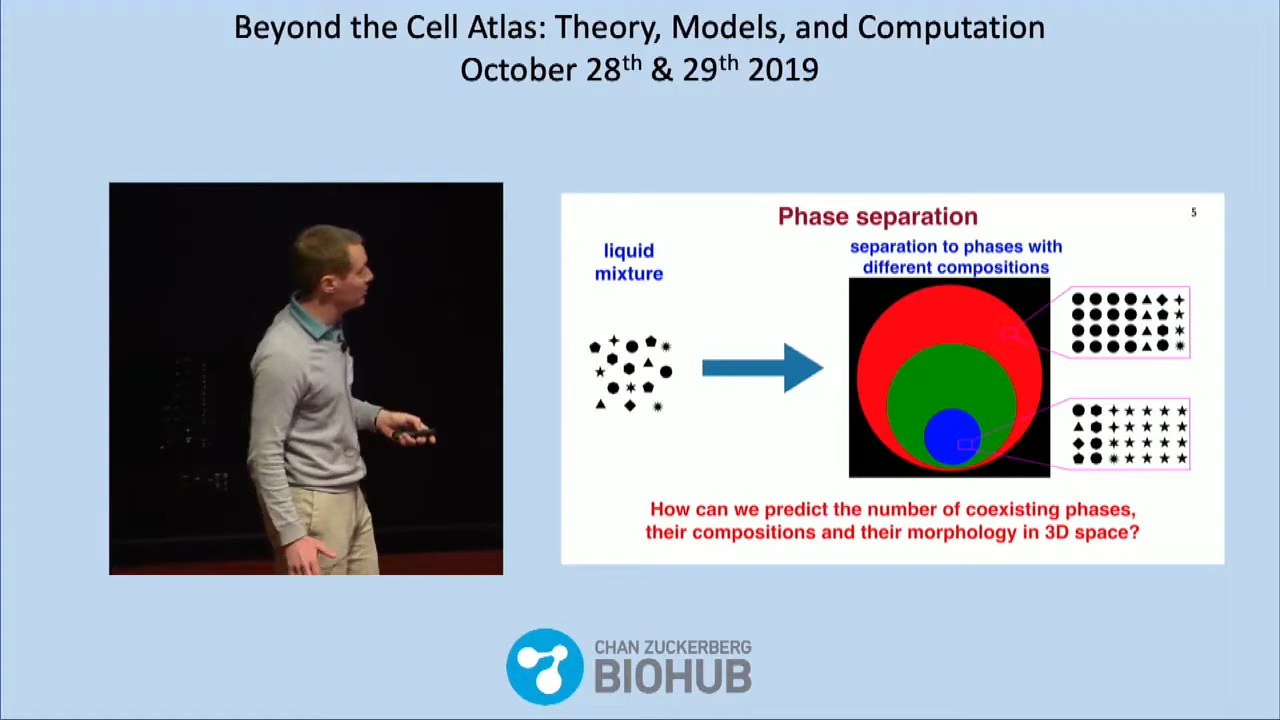 Beyond the Cell Atlas: Theory, Models, and Computation
October 28th & 29th 2019
Phase separation
5
liquid
mixture
separation to phases with
different compositions
How can we predict the number of coexisting phases,
their compositions and their morphology in 3D space?
CHAN ZUCKERBERG
BIOHUB